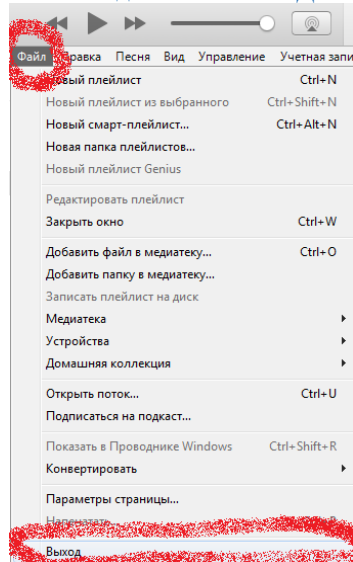 Файл Правка Песня Вид Управление Учетная запи
Новый плейлист Ctrl+N
Новый плейлист из выбранного Ctrl+Shift+N
Новый смарт-плейлист... Ctrl+Alt+N
Новая папка плейлистов...
Новый плейлист Genius
Редактировать плейлист
Закрыть окно Ctrl+W
Добавить файл в медиатеку... Ctrl+O
Добавить папку в медиатеку...
Записать плейлист на диск
Медиатека
Устройства
Домашняя коллекция
Открыть поток... Ctrl+U
Подписаться на подкаст...
Показать в Проводнике Windows Ctrl+Shift+R
Конвертировать
Параметры страницы...
Выход